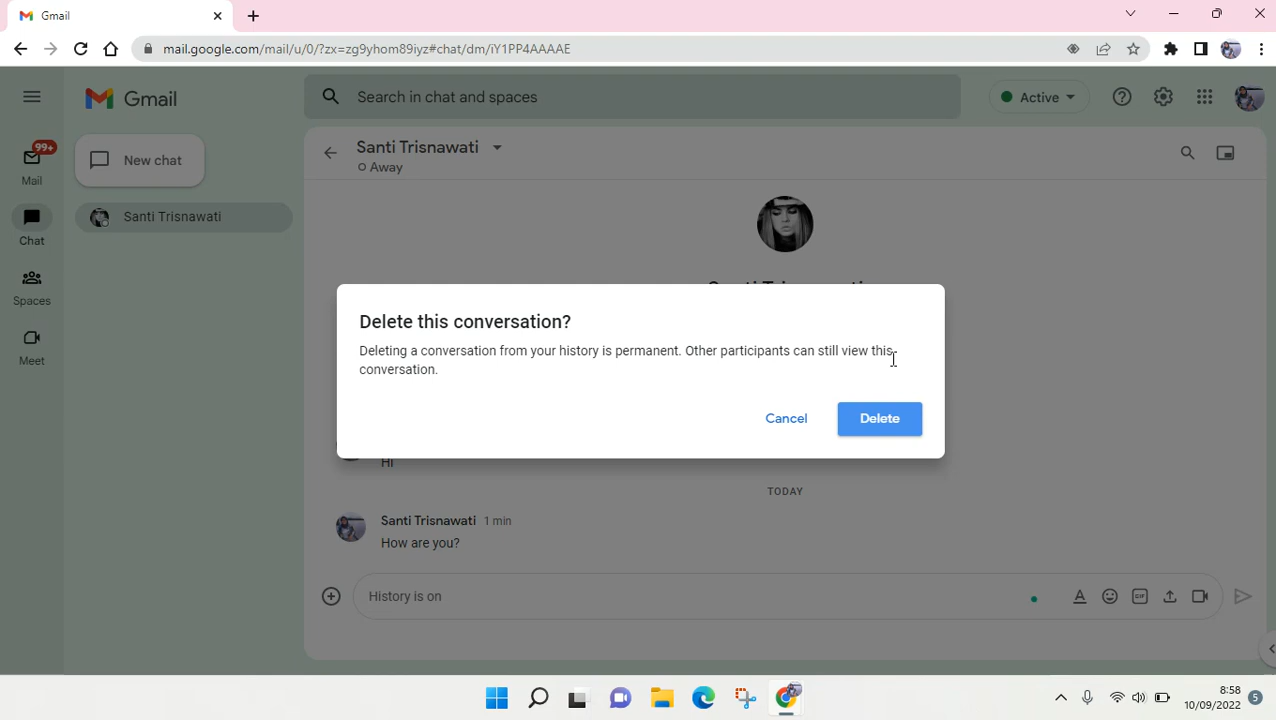 Gmail
mail.google.com/mail/u/0/?zx=zg9yhom89iyz#chat/dm/iY1PP4AAAAE
Gmail
Search in chat and spaces
Active
99+
Mail
New chat
Santi Trisnawati
Away
Santi Trisnawati
Chat
Spaces
Meet
Delete this conversation?
Deleting a conversation from your history is permanent. Other participants can still view this
conversation.
Cancel
Delete
Hi
TODAY
Santi Trisnawati 1 min
How are you?
History is on
GIF
8:58
10/09/2022
5